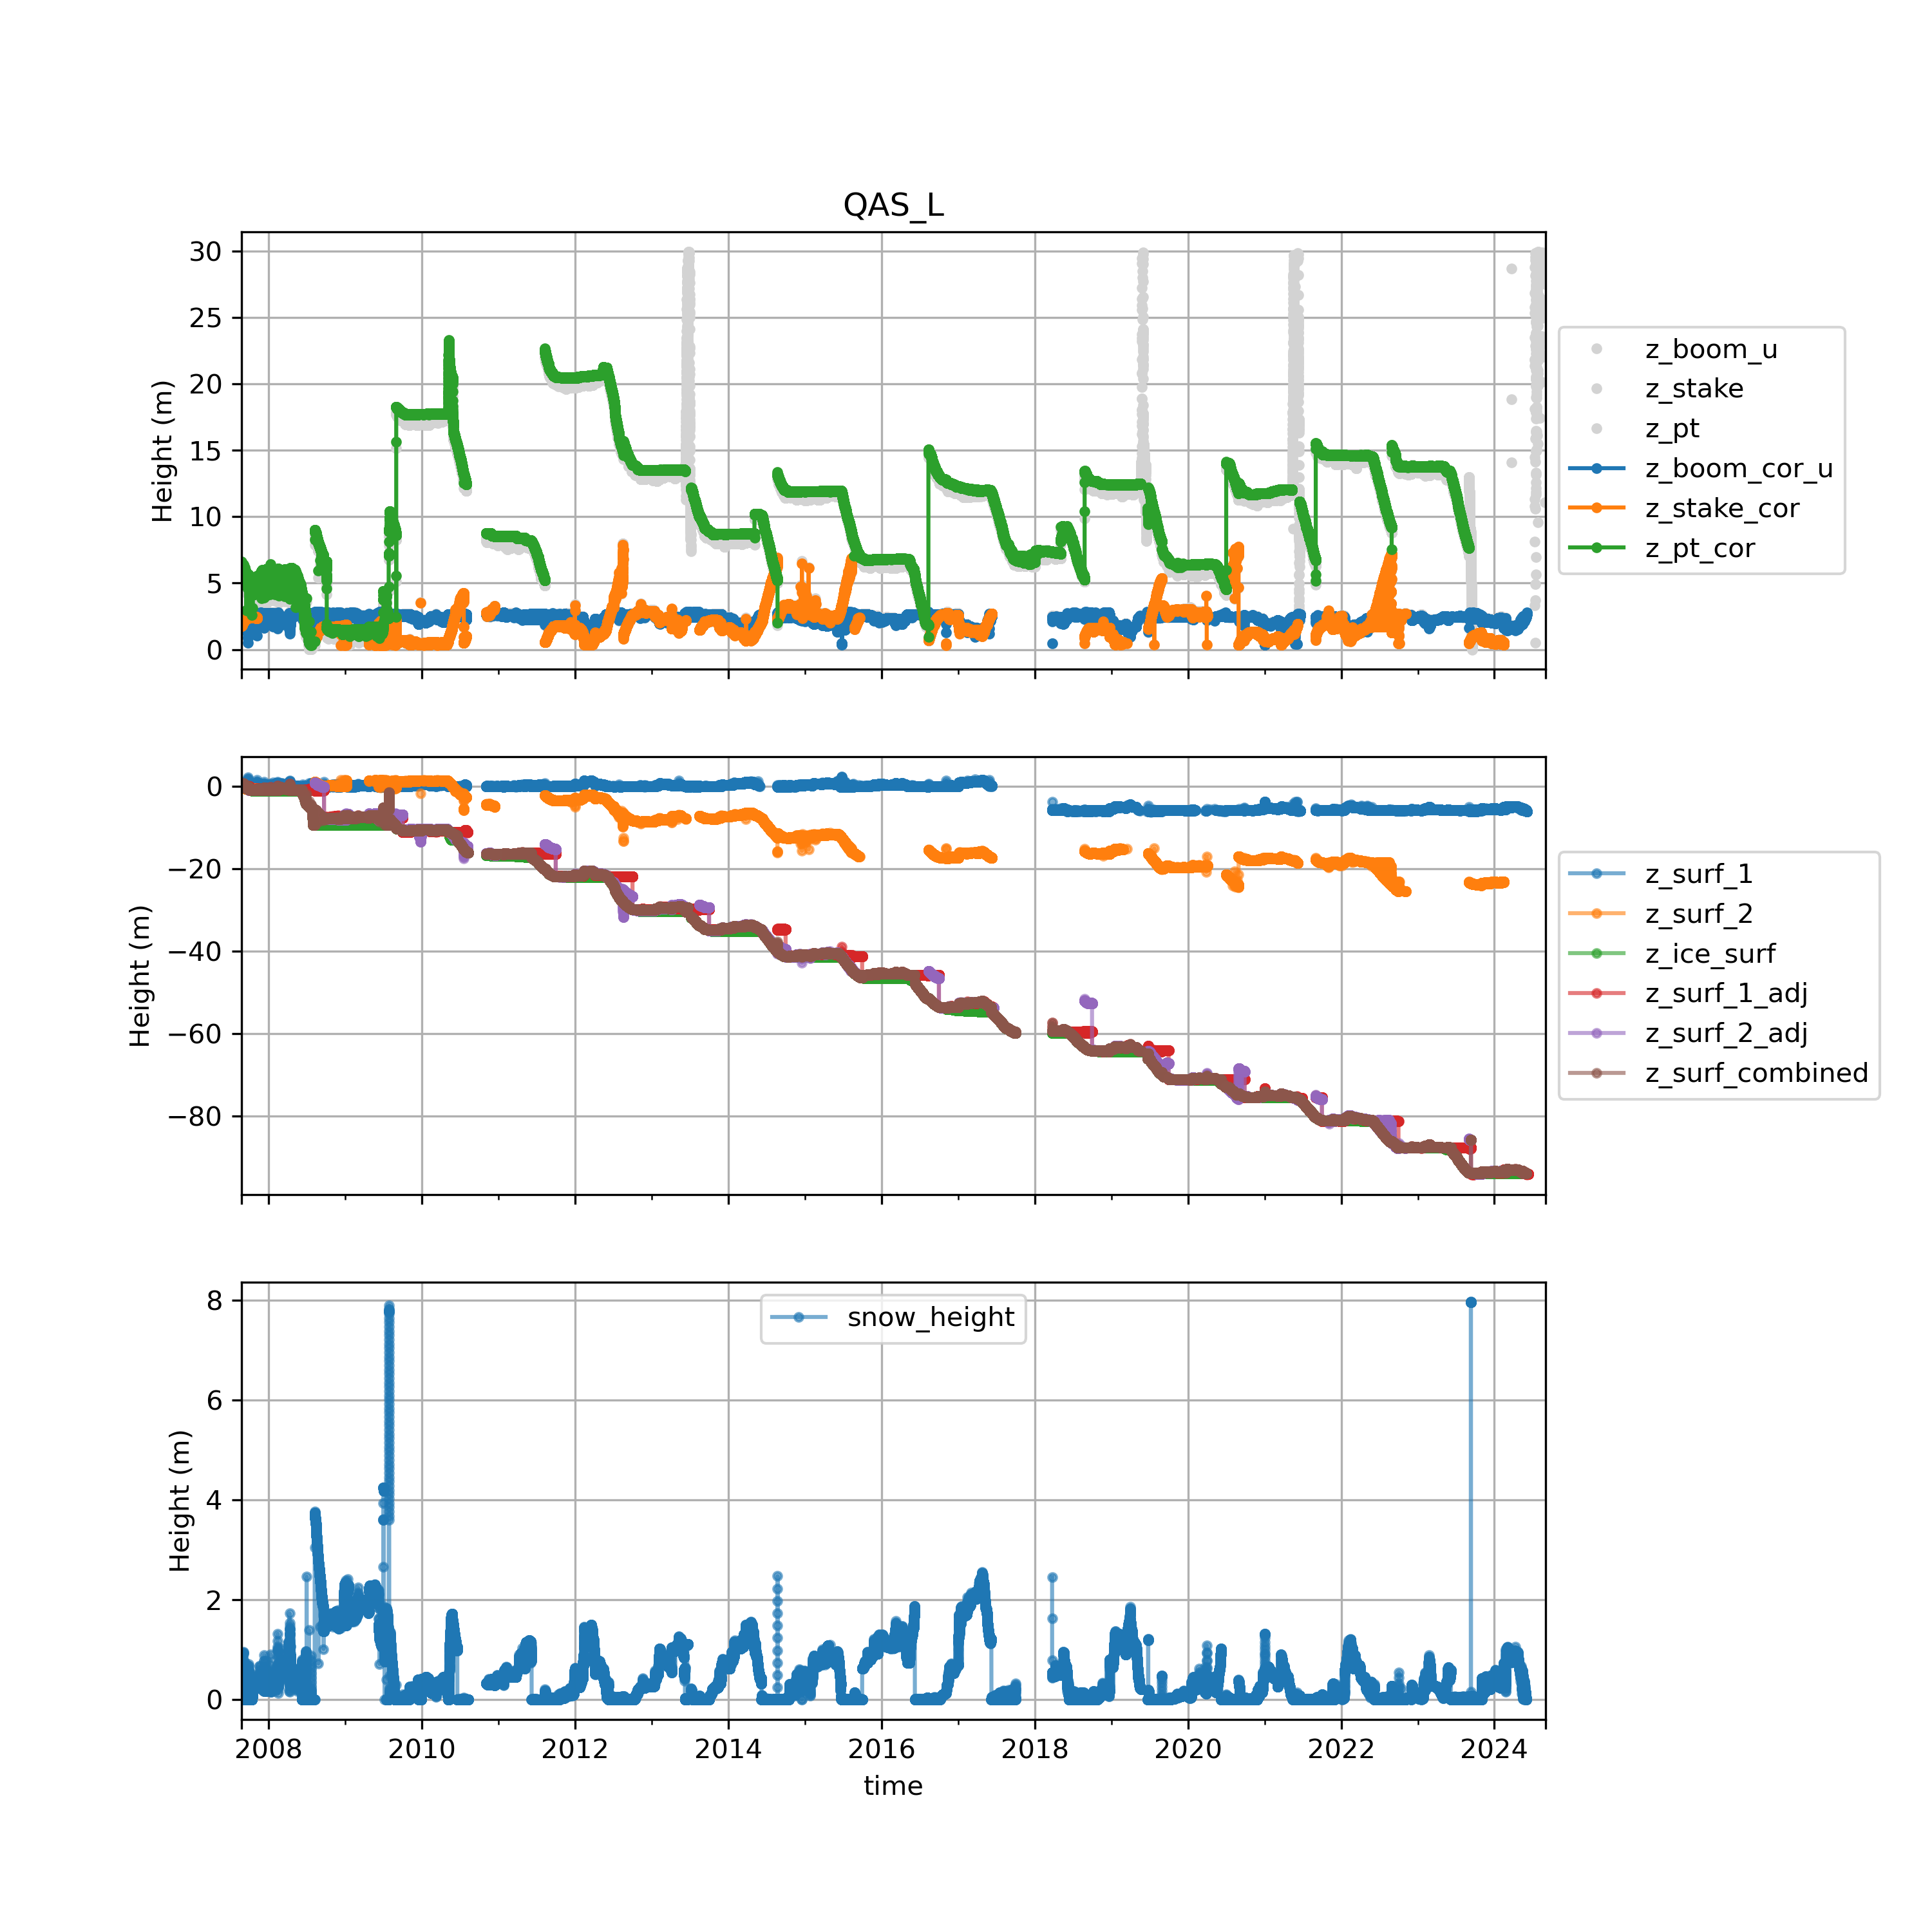 QAS_L
30
25
20
15
10
5
0
Height (m)
z_boom_u
z_stake
z_pt
z_boom_cor_u
z_stake_cor
z_pt_cor
0
−20
−40
−60
−80
Height (m)
z_surf_1
z_surf_2
z_ice_surf
z_surf_1_adj
z_surf_2_adj
z_surf_combined
8
6
4
2
0
Height (m)
snow_height
2008 2010 2012 2014 2016 2018 2020 2022 2024
time